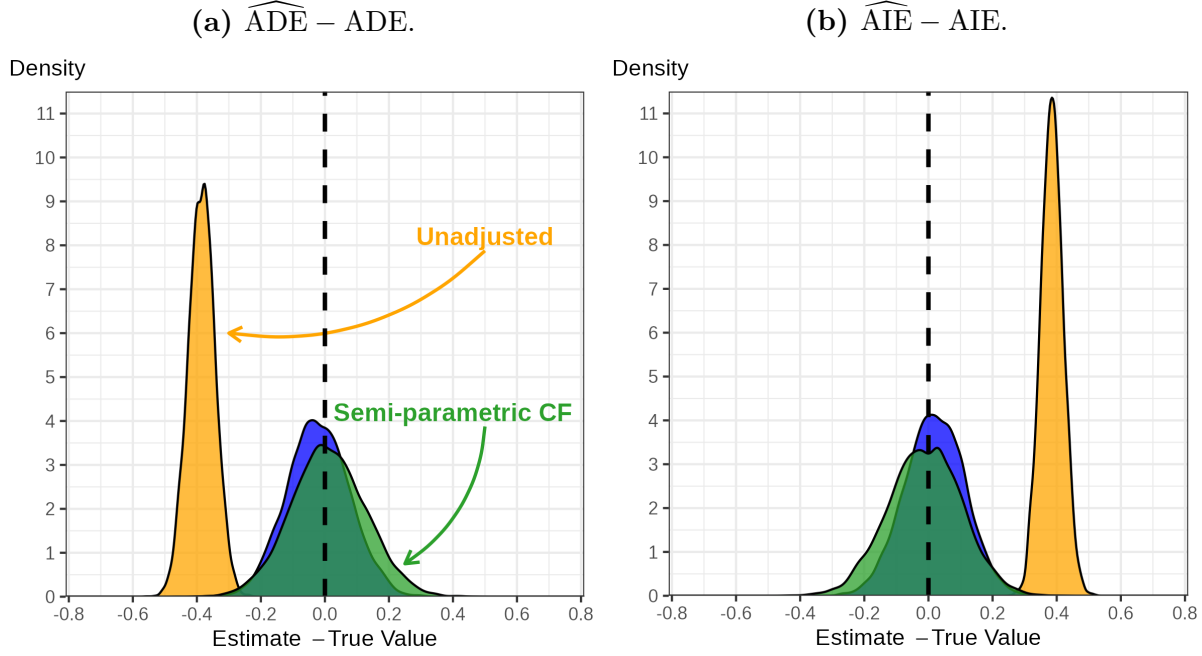 (a) \widehat{ADE} − ADE.
Density
11
10
9
8
7
6
5
4
3
2
1
0
Unadjusted
Semi-parametric CF
-0.8 -0.6 -0.4 -0.2 0.0 0.2 0.4 0.6 0.8
Estimate – True Value
(b) \widehat{AIE} − AIE.
Density
11
10
9
8
7
6
5
4
3
2
1
0
-0.8 -0.6 -0.4 -0.2 0.0 0.2 0.4 0.6 0.8
Estimate – True Value